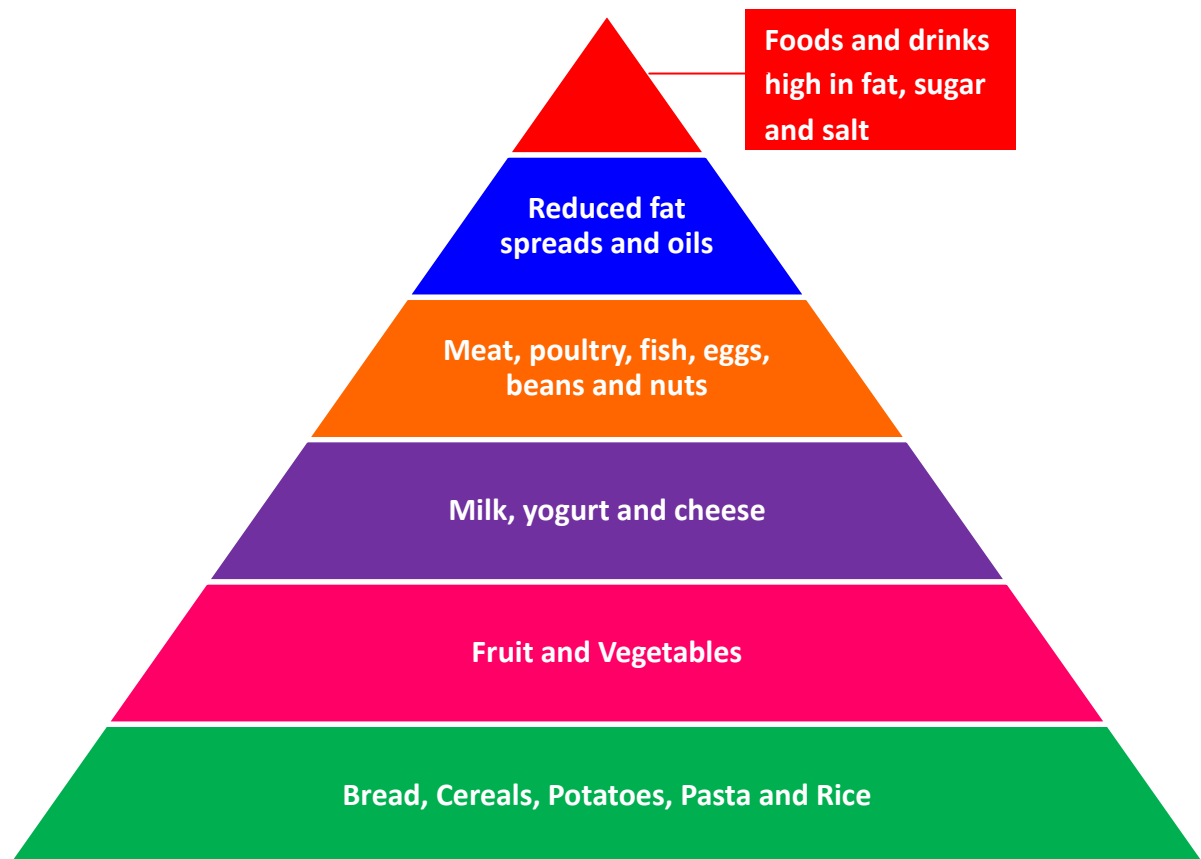 Foods and drinks
high in fat, sugar
and salt
Reduced fat
spreads and oils
Meat, poultry, fish, eggs,
beans and nuts
Milk, yogurt and cheese
Fruit and Vegetables
Bread, Cereals, Potatoes, Pasta and Rice